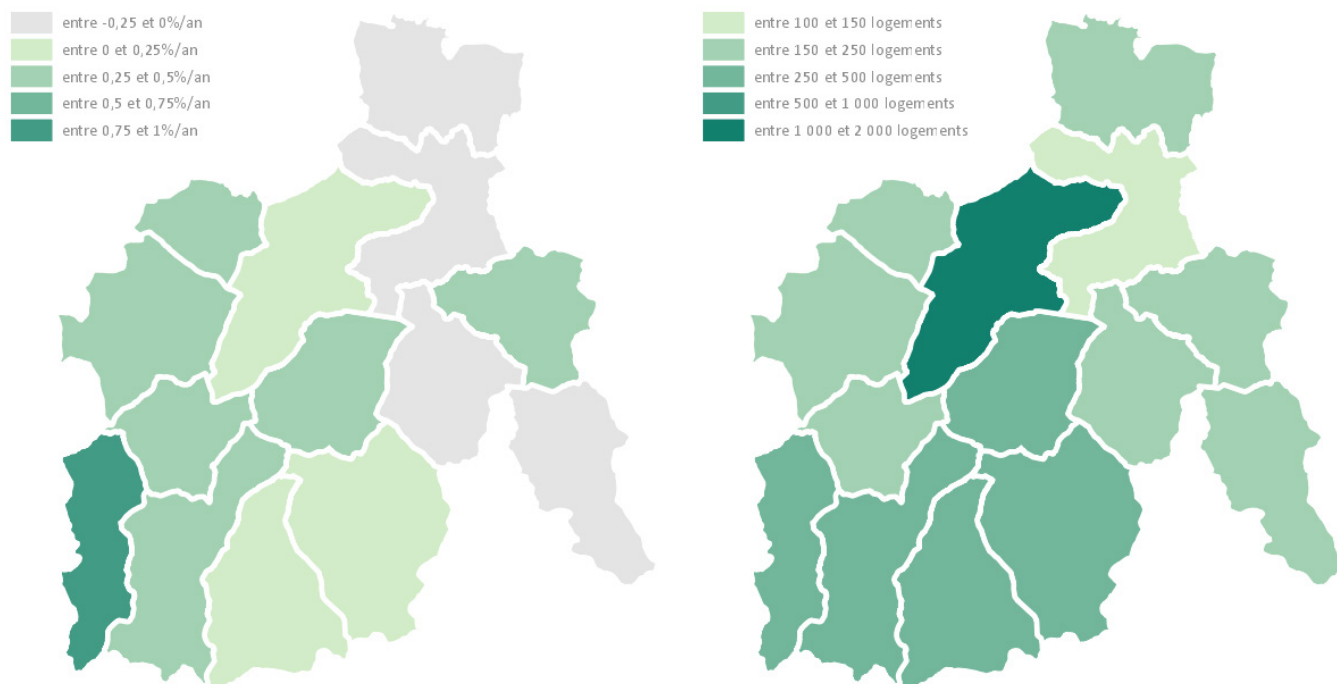 entre -0,25 et 0%/an
entre 0 et 0,25%/an
entre 0,25 et 0,5%/an
entre 0,5 et 0,75%/an
entre 0,75 et 1%/an
entre 100 et 150 logements
entre 150 et 250 logements
entre 250 et 500 logements
entre 500 et 1 000 logements
entre 1 000 et 2 000 logements